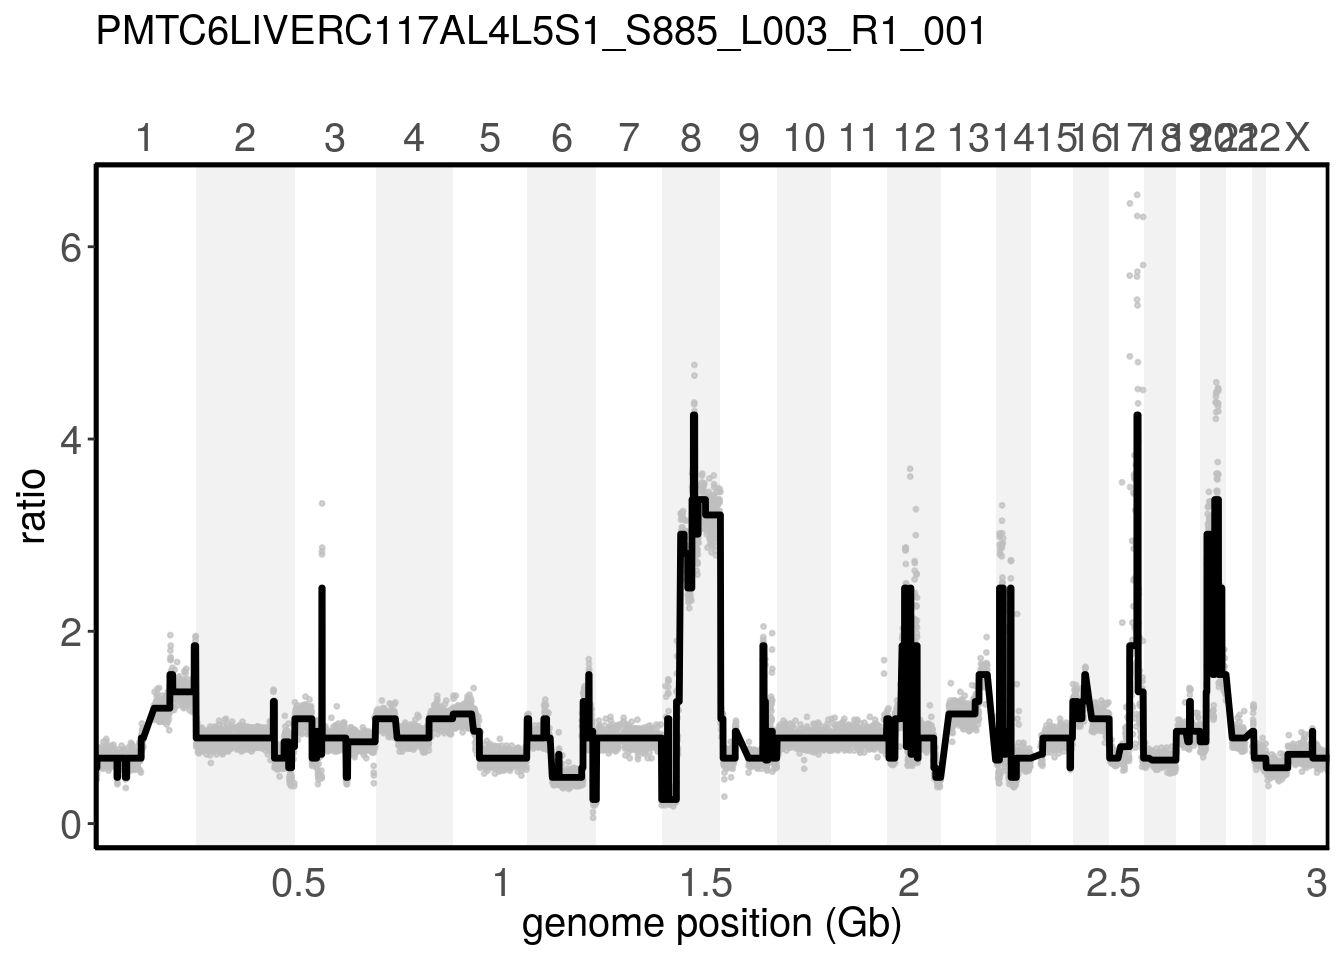 PMTC6LIVERC117AL4L5S1_S885_L003_R1_001
1 2 3 4 5 6 7 8 9 10 11 12 13 14 15 16 17 18 19 20 21 22 X
6
4
2
0
ratio
0.5 1 1.5 2 2.5 3
genome position (Gb)